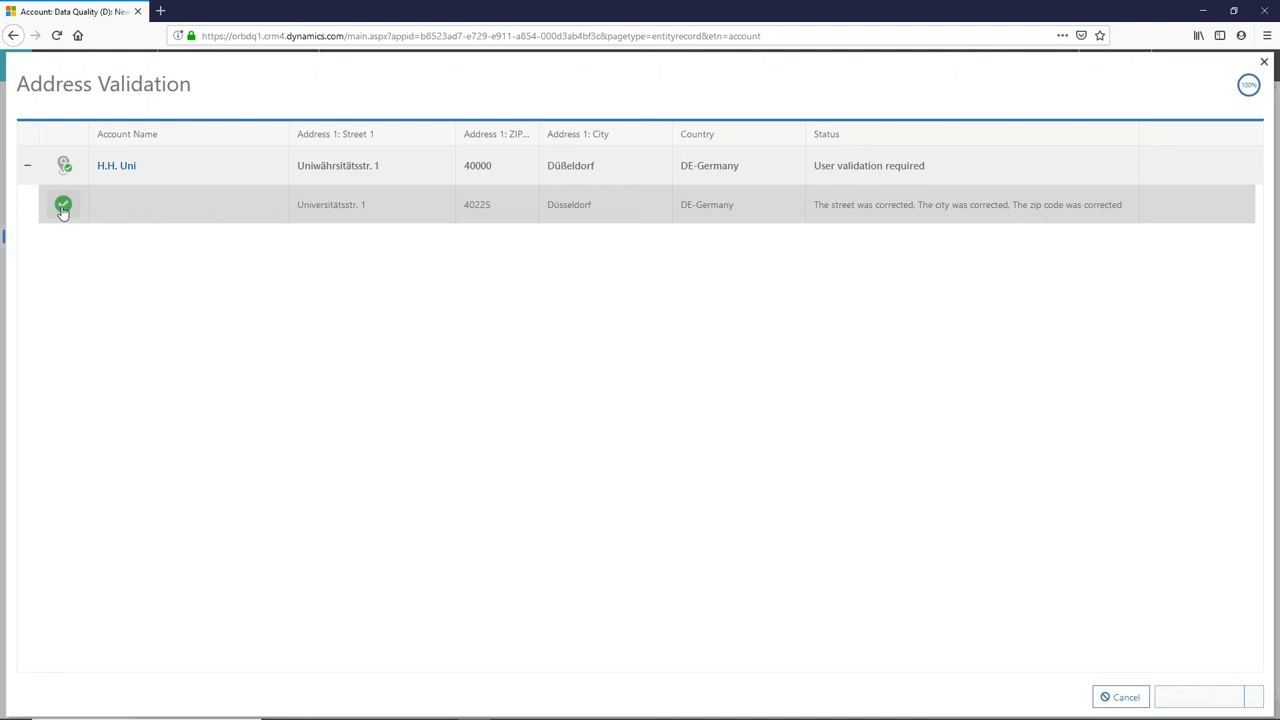 Account: Data Quality (D): New
https://orbdq1.crm4.dynamics.com/main.aspx?appid=b8523ad7-e729-e911-a854-000d3ab4bf3c&pagetype=entityrecord&etn=account
Address Validation
100%
Account Name Address 1: Street 1 Address 1: ZIP... Address 1: City Country Status
H.H. Uni Uniwährsitätsstr. 1 40000 Düßeldorf DE-Germany User validation required
Universitätsstr. 1 40225 Düsseldorf DE-Germany The street was corrected, The city was corrected, The zip code was corrected
Cancel